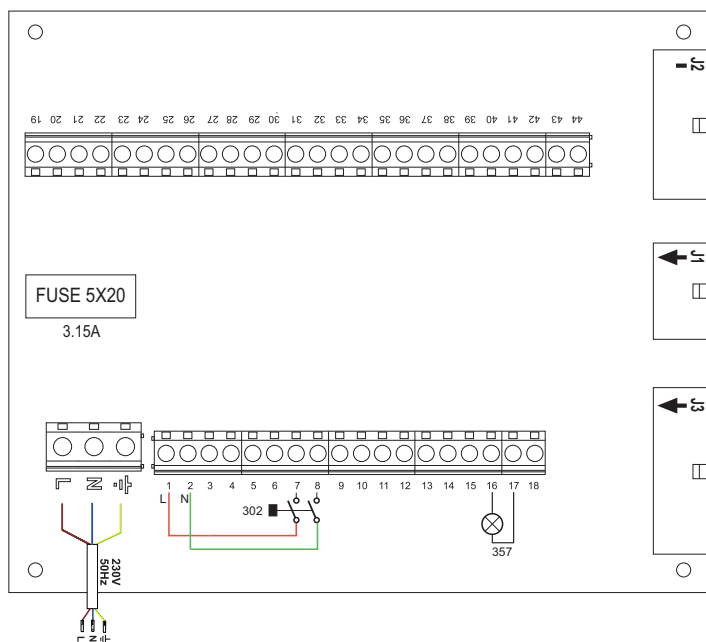 J2
19 20 21 22 23 24 25 26 27 28 29 30 31 32 33 34 35 36 37 38 39 40 41 42 43 44
J1
FUSE 5X20
3.15A
J3
L N
1 2 3 4 5 6 7 8 9 10 11 12 13 14 15 16 17 18
L N
302
357
230V
50Hz
L N